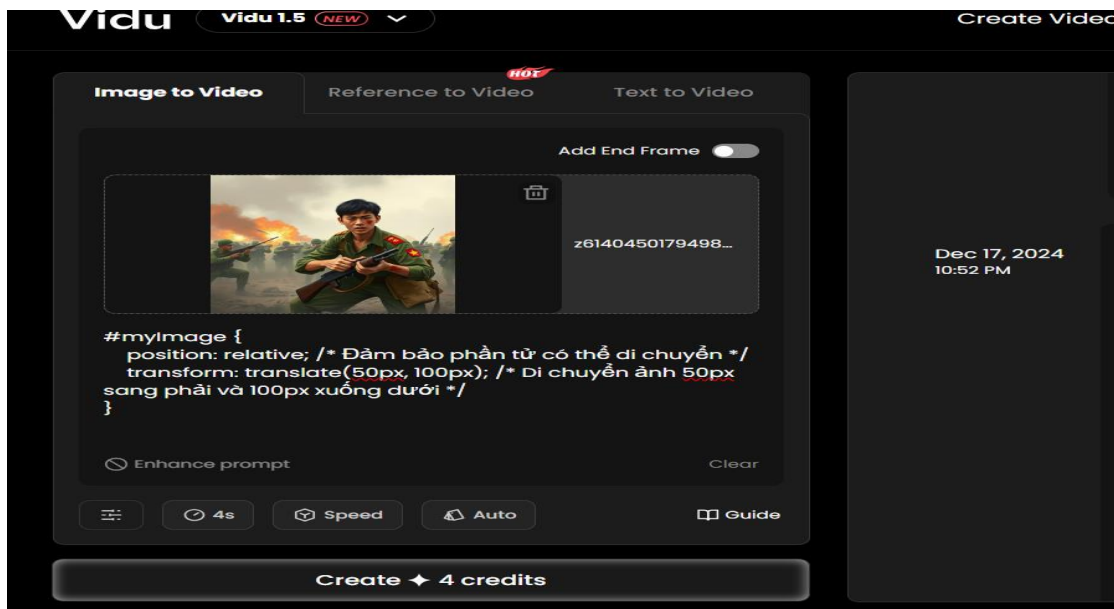 Vidu Vidu 1.5 NEW Create Video
HOT
Image to Video Reference to Video Text to Video
Add End Frame
z6140450179498...
Dec 17, 2024
10:52 PM
#myImage {
position: relative; /* Đảm bảo phần tử có thể di chuyển */
transform: translate(50px, 100px); /* Di chuyển ảnh 50px
sang phải và 100px xuống dưới */
}
Enhance prompt Clear
4s Speed Auto Guide
Create 4 credits